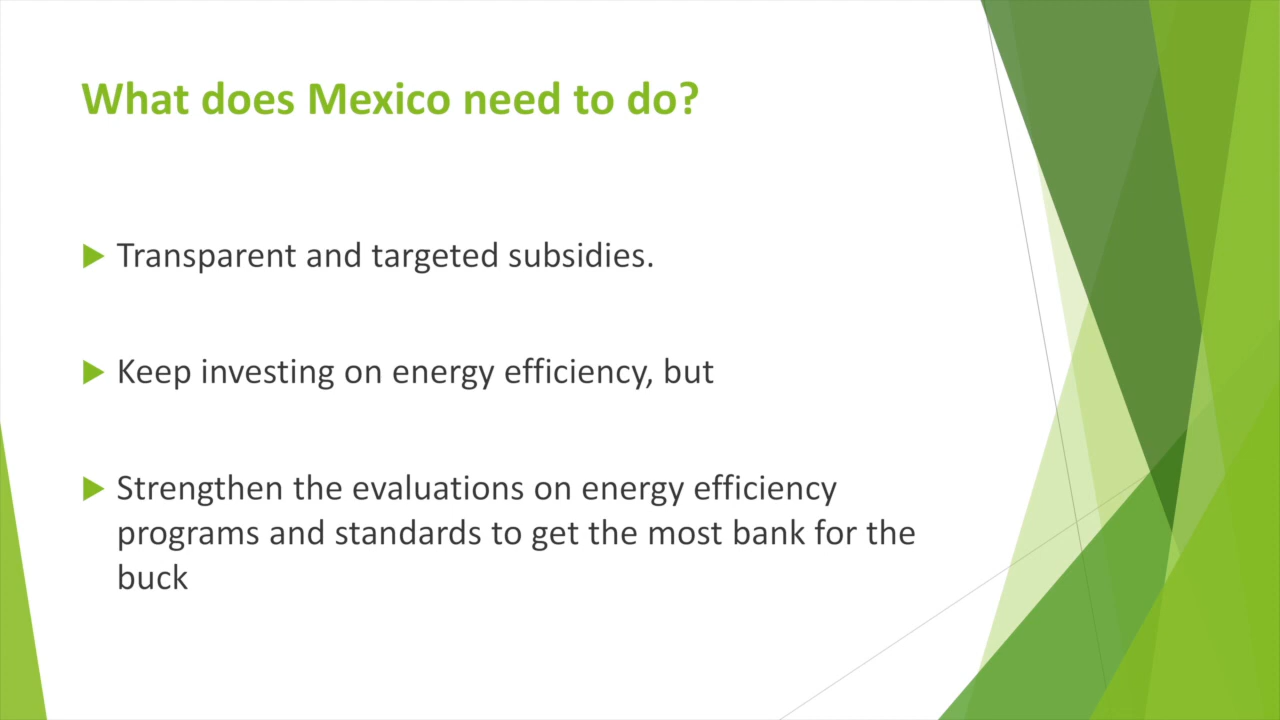 What does Mexico need to do?
Transparent and targeted subsidies.
Keep investing on energy efficiency, but
Strengthen the evaluations on energy efficiency
programs and standards to get the most bank for the
buck